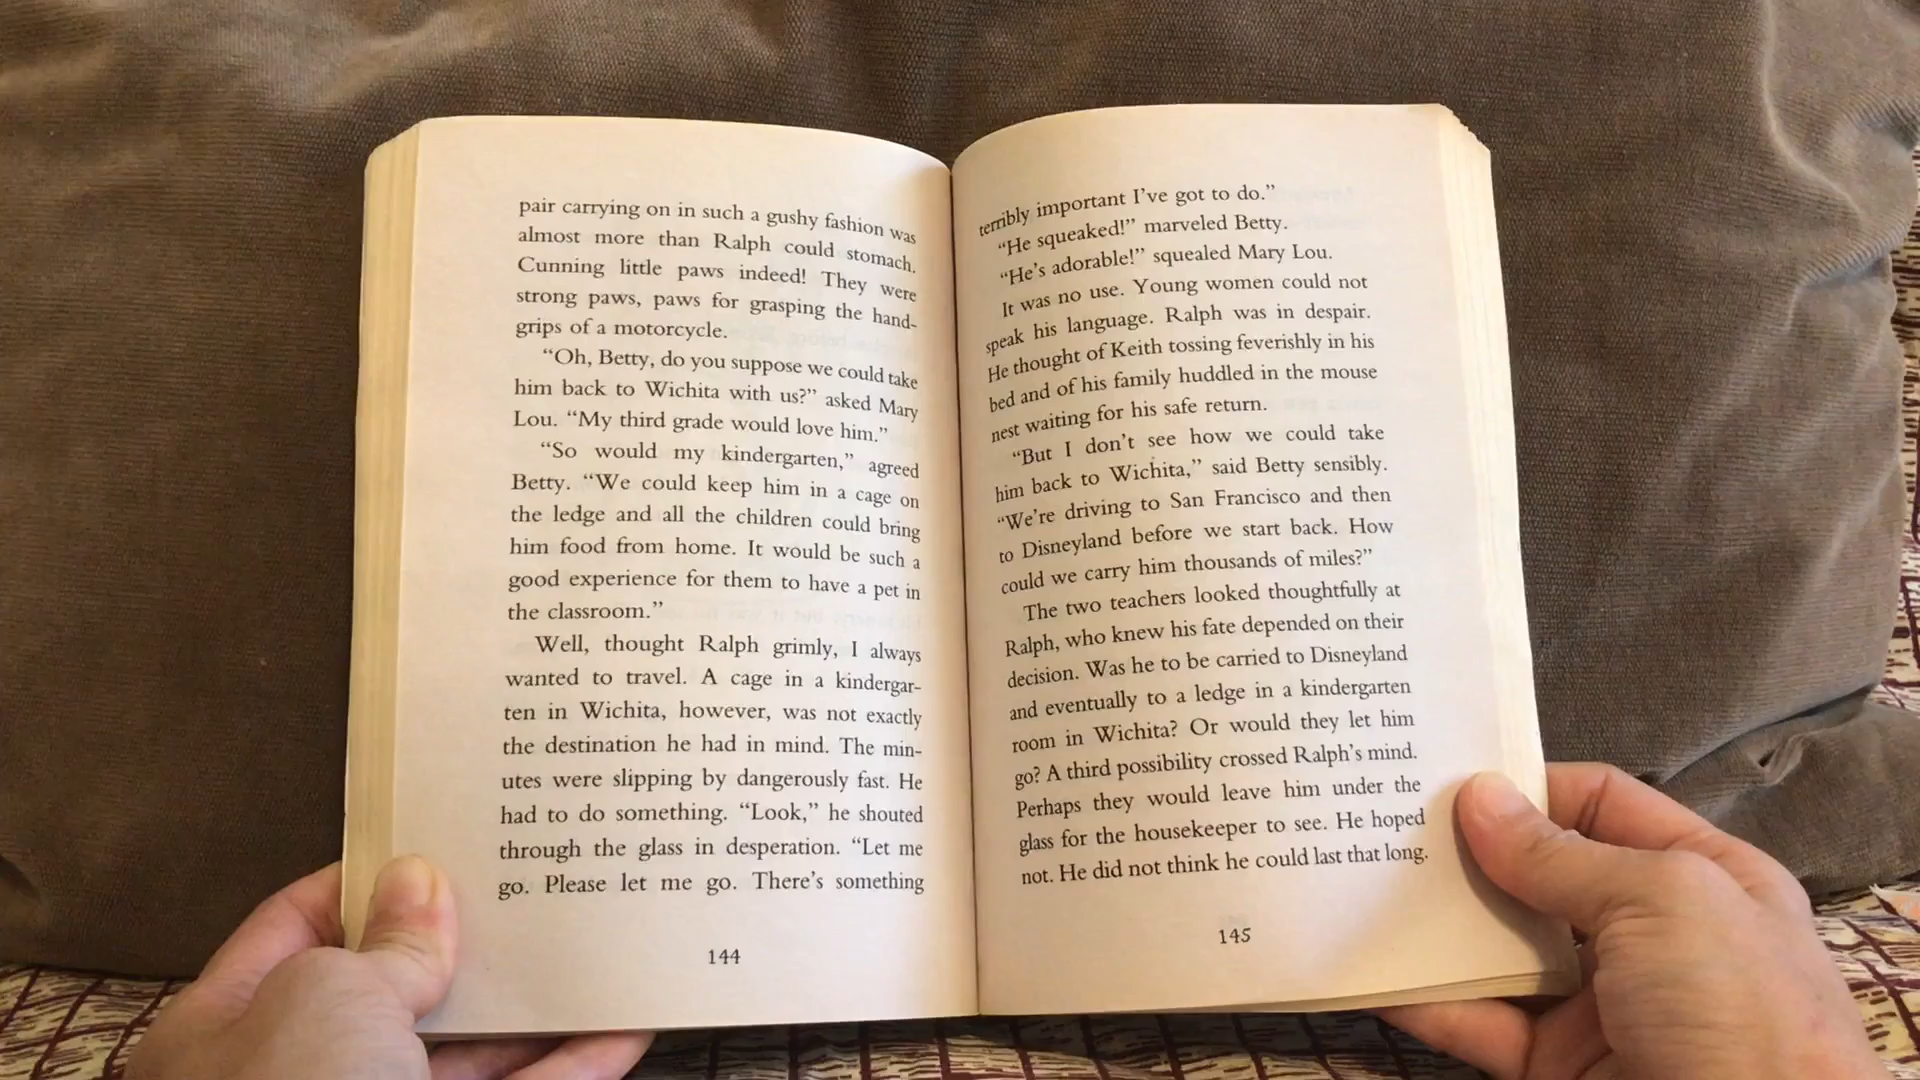 pair carrying on in such a gushy fashion was
almost more than Ralph could stomach.
Cunning little paws indeed! They were
strong paws, paws for grasping the hand-
grips of a motorcycle.
“Oh, Betty, do you suppose we could take
him back to Wichita with us?” asked Mary
Lou. “My third grade would love him.”
“So would my kindergarten,” agreed
Betty. “We could keep him in a cage on
the ledge and all the children could bring
him food from home. It would be such a
good experience for them to have a pet in
the classroom.”
Well, thought Ralph grimly, I always
wanted to travel. A cage in a kindergar-
ten in Wichita, however, was not exactly
the destination he had in mind. The min-
utes were slipping by dangerously fast. He
had to do something. “Look,” he shouted
through the glass in desperation. “Let me
go. Please let me go. There’s something
144
terribly important I’ve got to do.”
“He squeaked!” marveled Betty.
“He’s adorable!” squealed Mary Lou.
It was no use. Young women could not
speak his language. Ralph was in despair.
He thought of Keith tossing feverishly in his
bed and of his family huddled in the mouse
nest waiting for his safe return.
“But I don’t see how we could take
him back to Wichita,” said Betty sensibly.
“We’re driving to San Francisco and then
to Disneyland before we start back. How
could we carry him thousands of miles?”
The two teachers looked thoughtfully at
Ralph, who knew his fate depended on their
decision. Was he to be carried to Disneyland
and eventually to a ledge in a kindergarten
room in Wichita? Or would they let him
go? A third possibility crossed Ralph’s mind.
Perhaps they would leave him under the
glass for the housekeeper to see. He hoped
not. He did not think he could last that long.
145